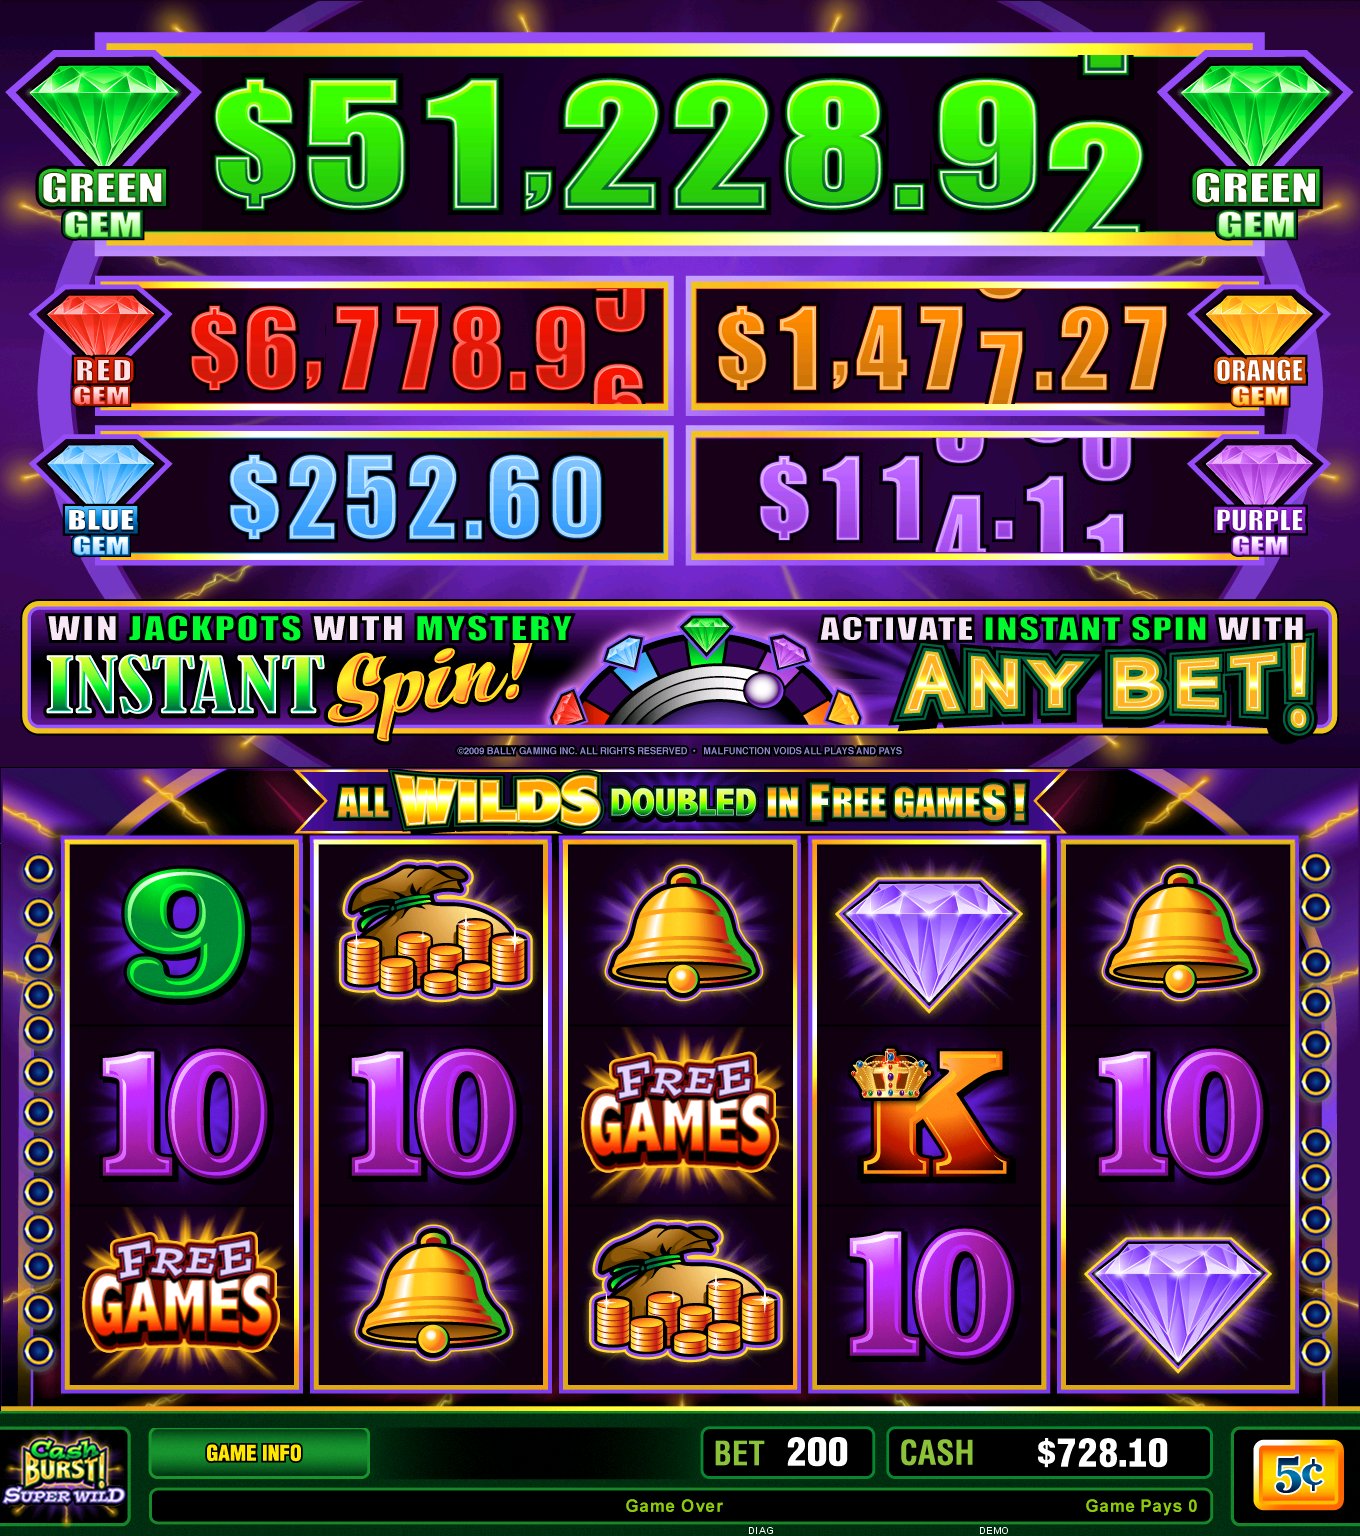 $51,228.92
GREEN
GEM
GREEN
GEM
$6,778.9
RED
GEM
$1,477.27
ORANGE
GEM
$252.60
BLUE
GEM
$114.11
PURPLE
GEM
WIN JACKPOTS WITH MYSTERY
INSTANT Spin!
ACTIVATE INSTANT SPIN WITH
ANY BET!
©2009 BALLY GAMING INC. ALL RIGHTS RESERVED • MALFUNCTION VOIDS ALL PLAYS AND PAYS
ALL WILDS DOUBLED IN FREE GAMES!
9
10 10 FREE GAMES K 10
FREE GAMES 10
Cash
BURST!
SUPER WILD
GAME INFO
BET 200
CASH $728.10
5¢
Game Over
Game Pays 0
DIAG
DEMO